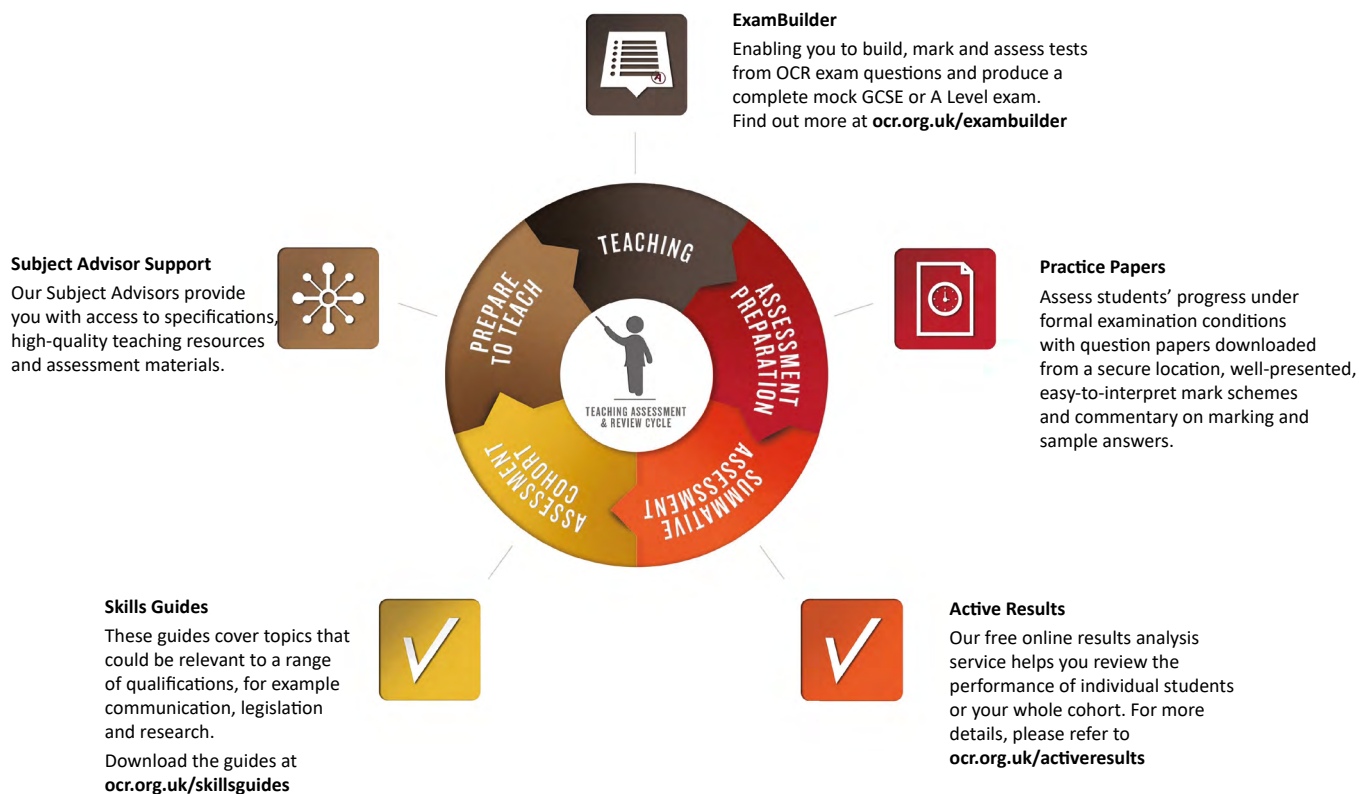 ExamBuilder
Enabling you to build, mark and assess tests
from OCR exam questions and produce a
complete mock GCSE or A Level exam.
Find out more at ocr.org.uk/exambuilder
Subject Advisor Support
Our Subject Advisors provide
you with access to specifications,
high-quality teaching resources
and assessment materials.
TEACHING
PREPARE
TO TEACH
ASSESSMENT
PREPARATION
SUMMATIVE
ASSESSMENT
ASSESSMENT
COHORT
TEACHING ASSESSMENT
& REVIEW CYCLE
Practice Papers
Assess students’ progress under
formal examination conditions
with question papers downloaded
from a secure location, well-presented,
easy-to-interpret mark schemes
and commentary on marking and
sample answers.
Skills Guides
These guides cover topics that
could be relevant to a range
of qualifications, for example
communication, legislation
and research.
Download the guides at
ocr.org.uk/skillsguides
Active Results
Our free online results analysis
service helps you review the
performance of individual students
or your whole cohort. For more
details, please refer to
ocr.org.uk/activeresults